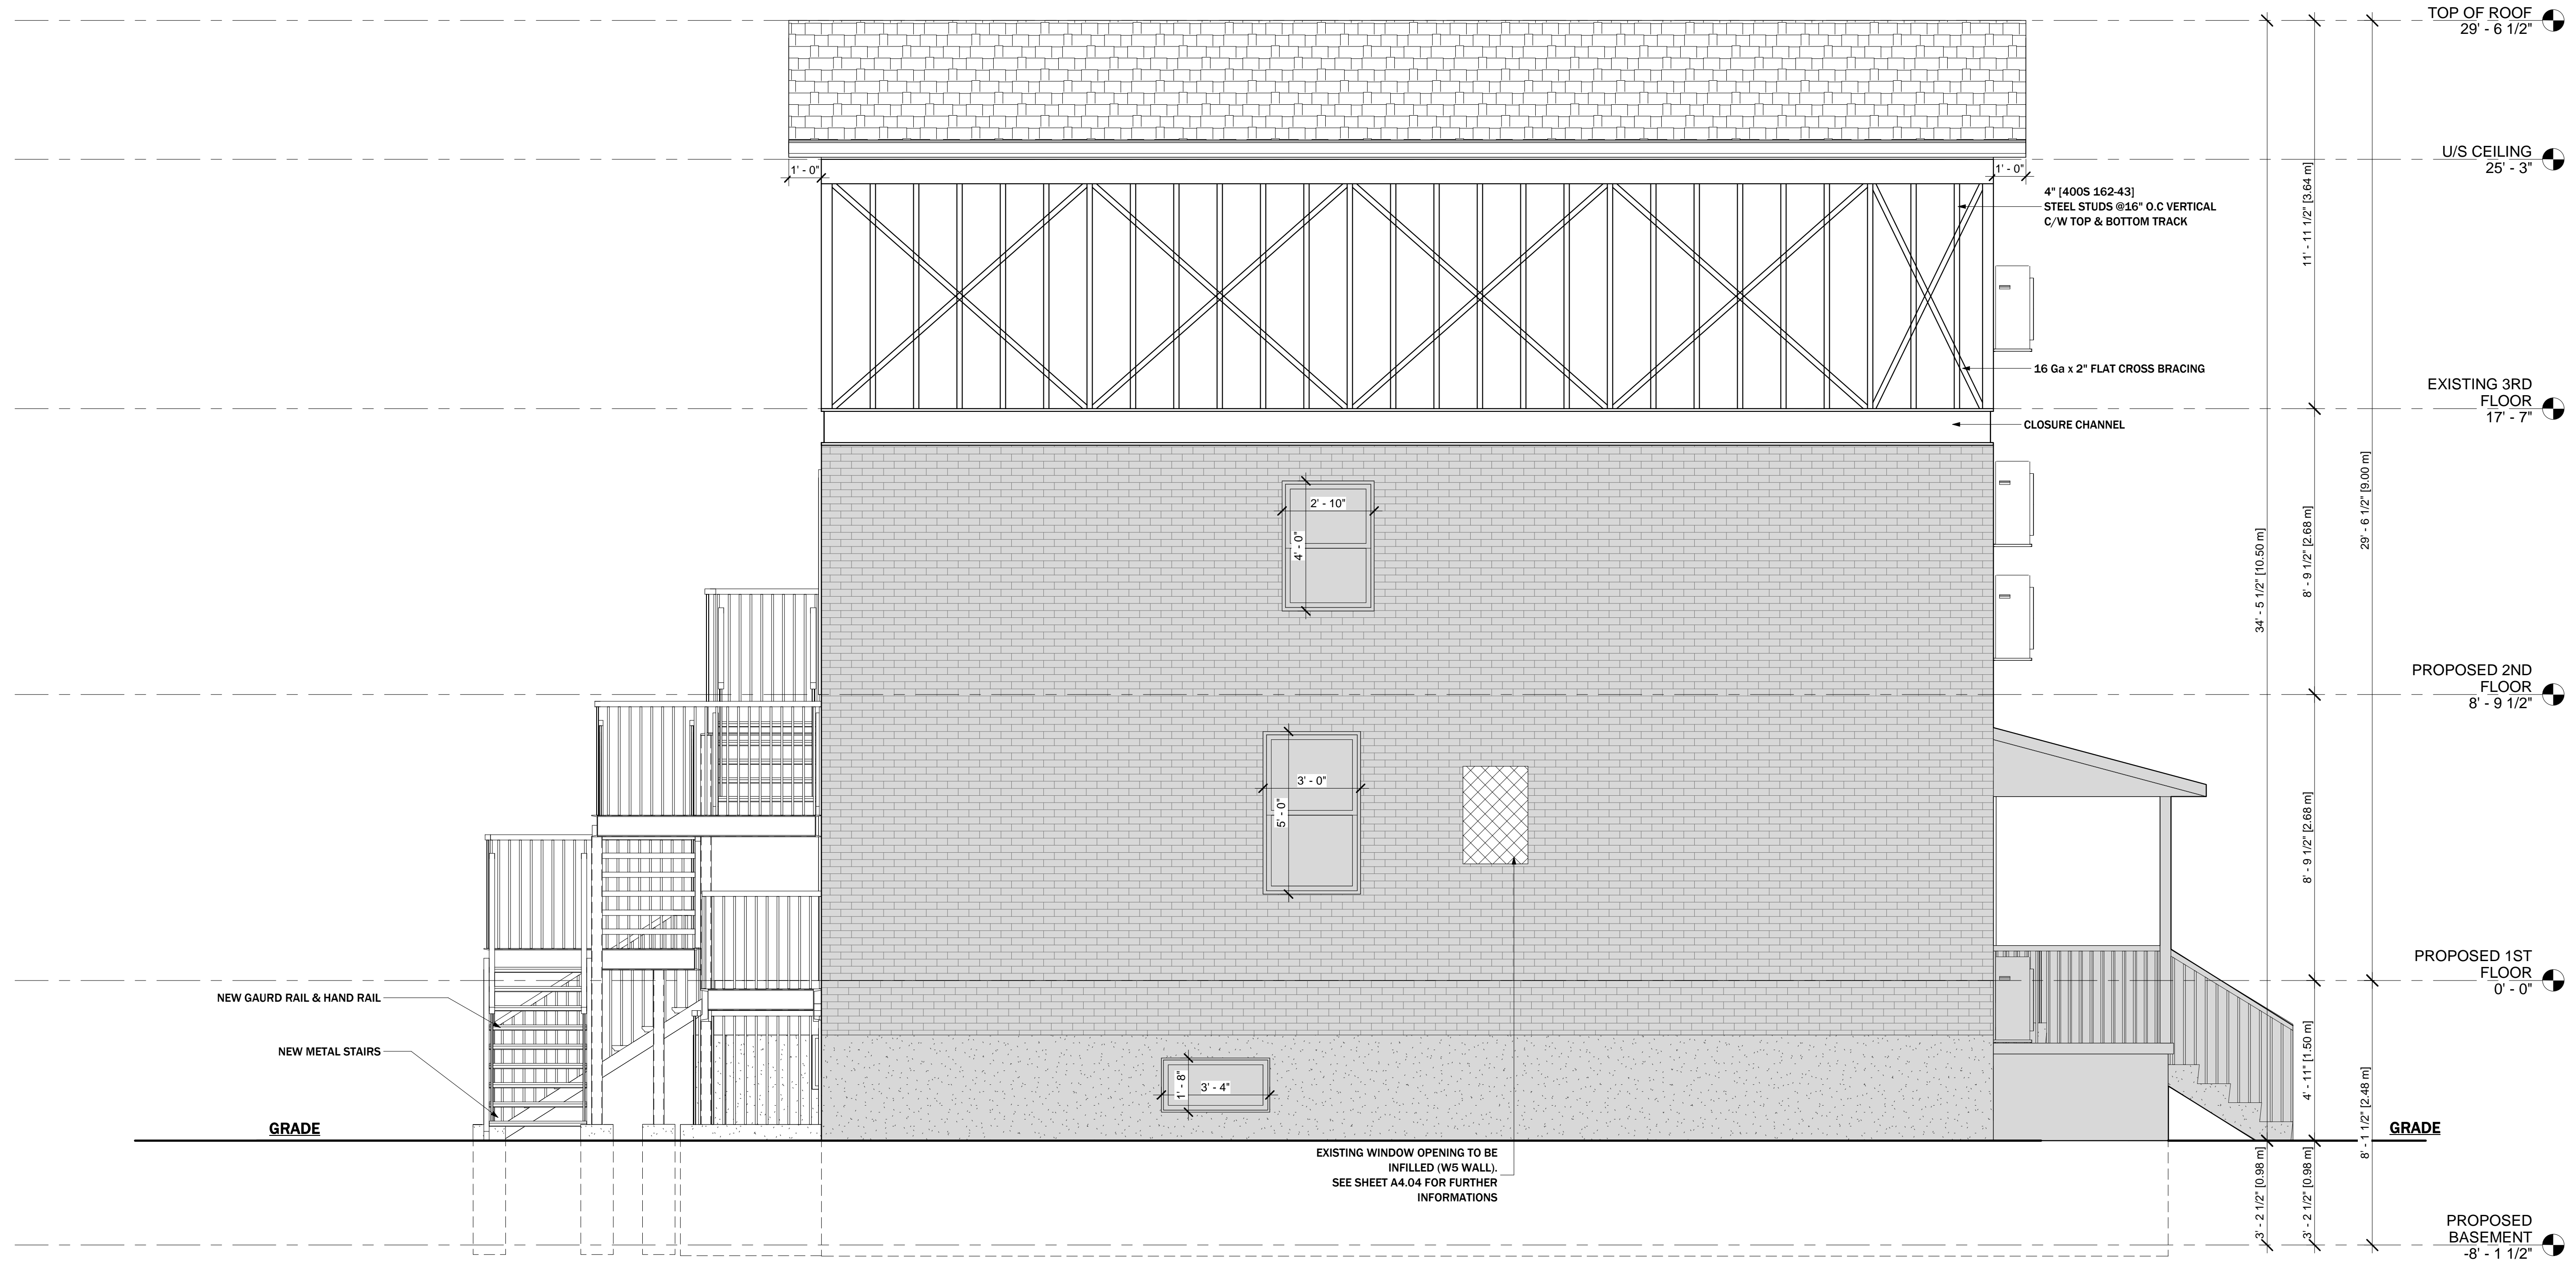 TOP OF ROOF
29' - 6 1/2"
U/S CEILING
25' - 3"
1' - 0"
1' - 0"
4" [400S 162-43]
STEEL STUDS @16" O.C VERTICAL
C/W TOP & BOTTOM TRACK
11' - 11 1/2" [3.64 m]
16 Ga x 2" FLAT CROSS BRACING
EXISTING 3RD
FLOOR
17' - 7"
CLOSURE CHANNEL
2' - 10"
4' - 0"
34' - 5 1/2" [10.50 m]
8' - 9 1/2" [2.68 m]
29' - 6 1/2" [9.00 m]
PROPOSED 2ND
FLOOR
8' - 9 1/2"
3' - 0"
5' - 0"
8' - 9 1/2" [2.68 m]
PROPOSED 1ST
FLOOR
0' - 0"
NEW GAURD RAIL & HAND RAIL
NEW METAL STAIRS
1' - 8"
3' - 4"
4' - 11" [1.50 m]
8' - 1 1/2" [2.48 m]
GRADE
GRADE
EXISTING WINDOW OPENING TO BE
INFILLED (W5 WALL).
SEE SHEET A4.04 FOR FURTHER
INFORMATIONS
3' - 2 1/2" [0.98 m]
3' - 2 1/2" [0.98 m]
PROPOSED
BASEMENT
-8' - 1 1/2"